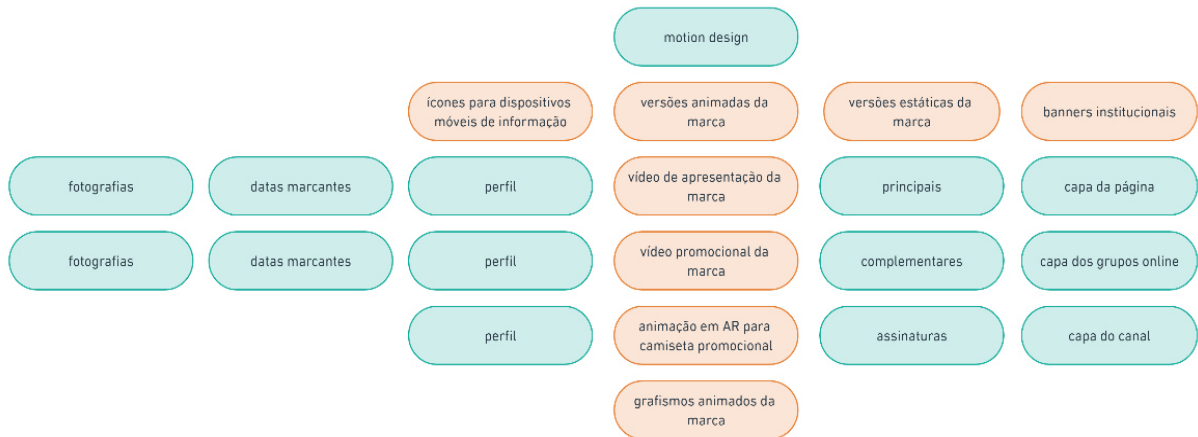 motion design
ícones para dispositivos
móveis de informação
versões animadas da
marca
versões estáticas da
marca
banners institucionais
fotografias
datas marcantes
perfil
vídeo de apresentação da
marca
principais
capa da página
fotografias
datas marcantes
perfil
vídeo promocional da
marca
complementares
capa dos grupos online
perfil
animação em AR para
camiseta promocional
assinaturas
capa do canal
grafismos animados da
marca